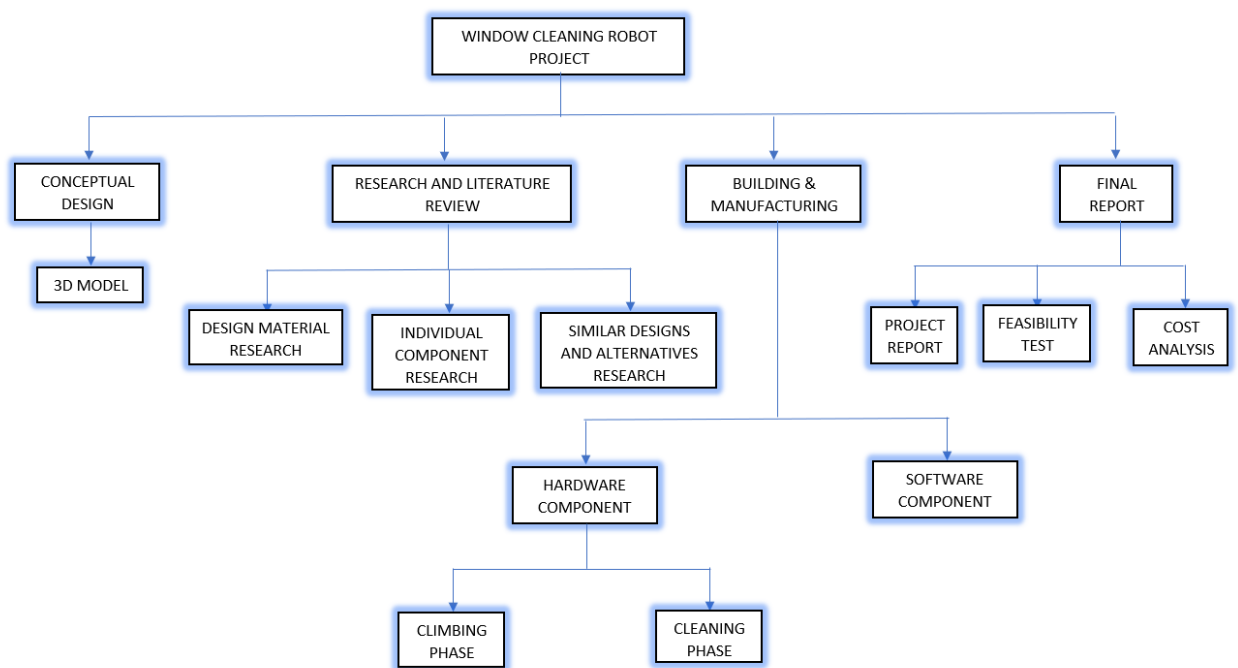 WINDOW CLEANING ROBOT
PROJECT
CONCEPTUAL
DESIGN
RESEARCH AND LITERATURE
REVIEW
BUILDING &
MANUFACTURING
FINAL
REPORT
3D MODEL
DESIGN MATERIAL
RESEARCH
INDIVIDUAL
COMPONENT
RESEARCH
SIMILAR DESIGNS
AND ALTERNATIVES
RESEARCH
PROJECT
REPORT
FEASIBILITY
TEST
COST
ANALYSIS
HARDWARE
COMPONENT
SOFTWARE
COMPONENT
CLIMBING
PHASE
CLEANING
PHASE